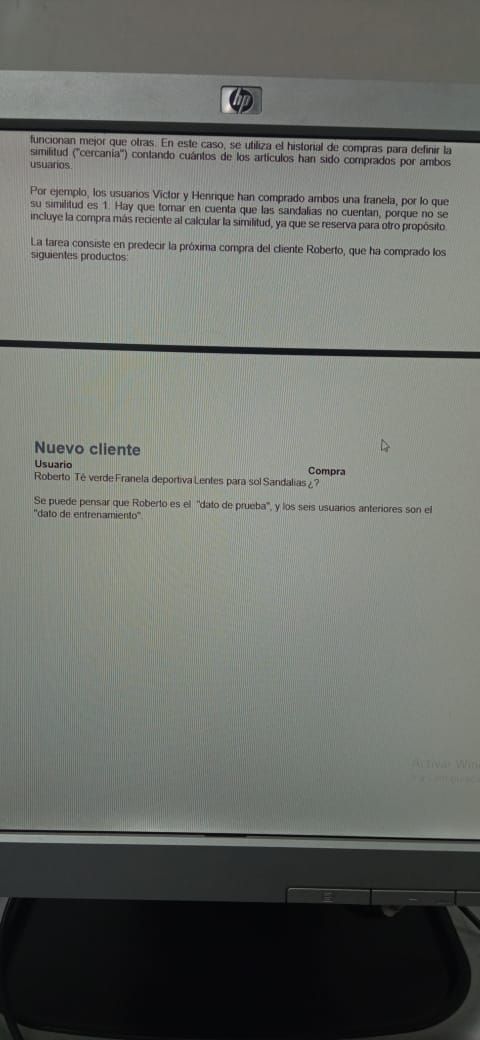 hp
funcionan mejor que otras. En este caso, se utiliza el historial de compras para definir la
similitud ("cercanía") contando cuántos de los artículos han sido comprados por ambos
usuarios.
Por ejemplo, los usuarios Víctor y Henrique han comprado ambos una franela, por lo que
su similitud es 1. Hay que tomar en cuenta que las sandalias no cuentan, porque no se
incluye la compra más reciente al calcular la similitud, ya que se reserva para otro propósito.
La tarea consiste en predecir la próxima compra del cliente Roberto, que ha comprado los
siguientes productos:
Nuevo cliente
Usuario
Compra
Roberto Té verde Franela deportiva Lentes para sol Sandalias ¿?
Se puede pensar que Roberto es el "dato de prueba", y los seis usuarios anteriores son el
"dato de entrenamiento".
Activar Win